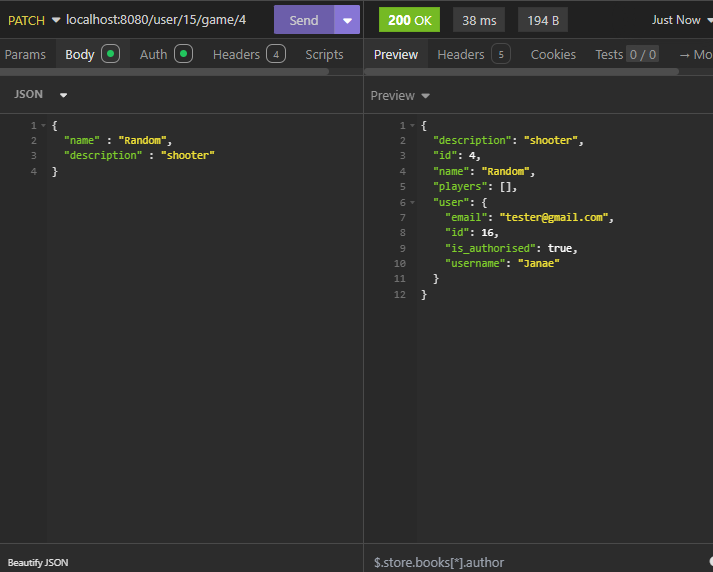 PATCH localhost:8080/user/15/game/4 Send
200 OK 38 ms 194 B Just Now
Params Body Auth Headers 4 Scripts
Preview Headers 5 Cookies Tests 0 / 0 → Mo
JSON
Preview
1 {
2 "name" : "Random",
3 "description" : "shooter"
4 }
1 {
2 "description": "shooter",
3 "id": 4,
4 "name": "Random",
5 "players": [],
6 "user": {
7 "email": "tester@gmail.com",
8 "id": 16,
9 "is_authorised": true,
10 "username": "Janae"
11 }
12 }
Beautify JSON
$.store.books[*].author